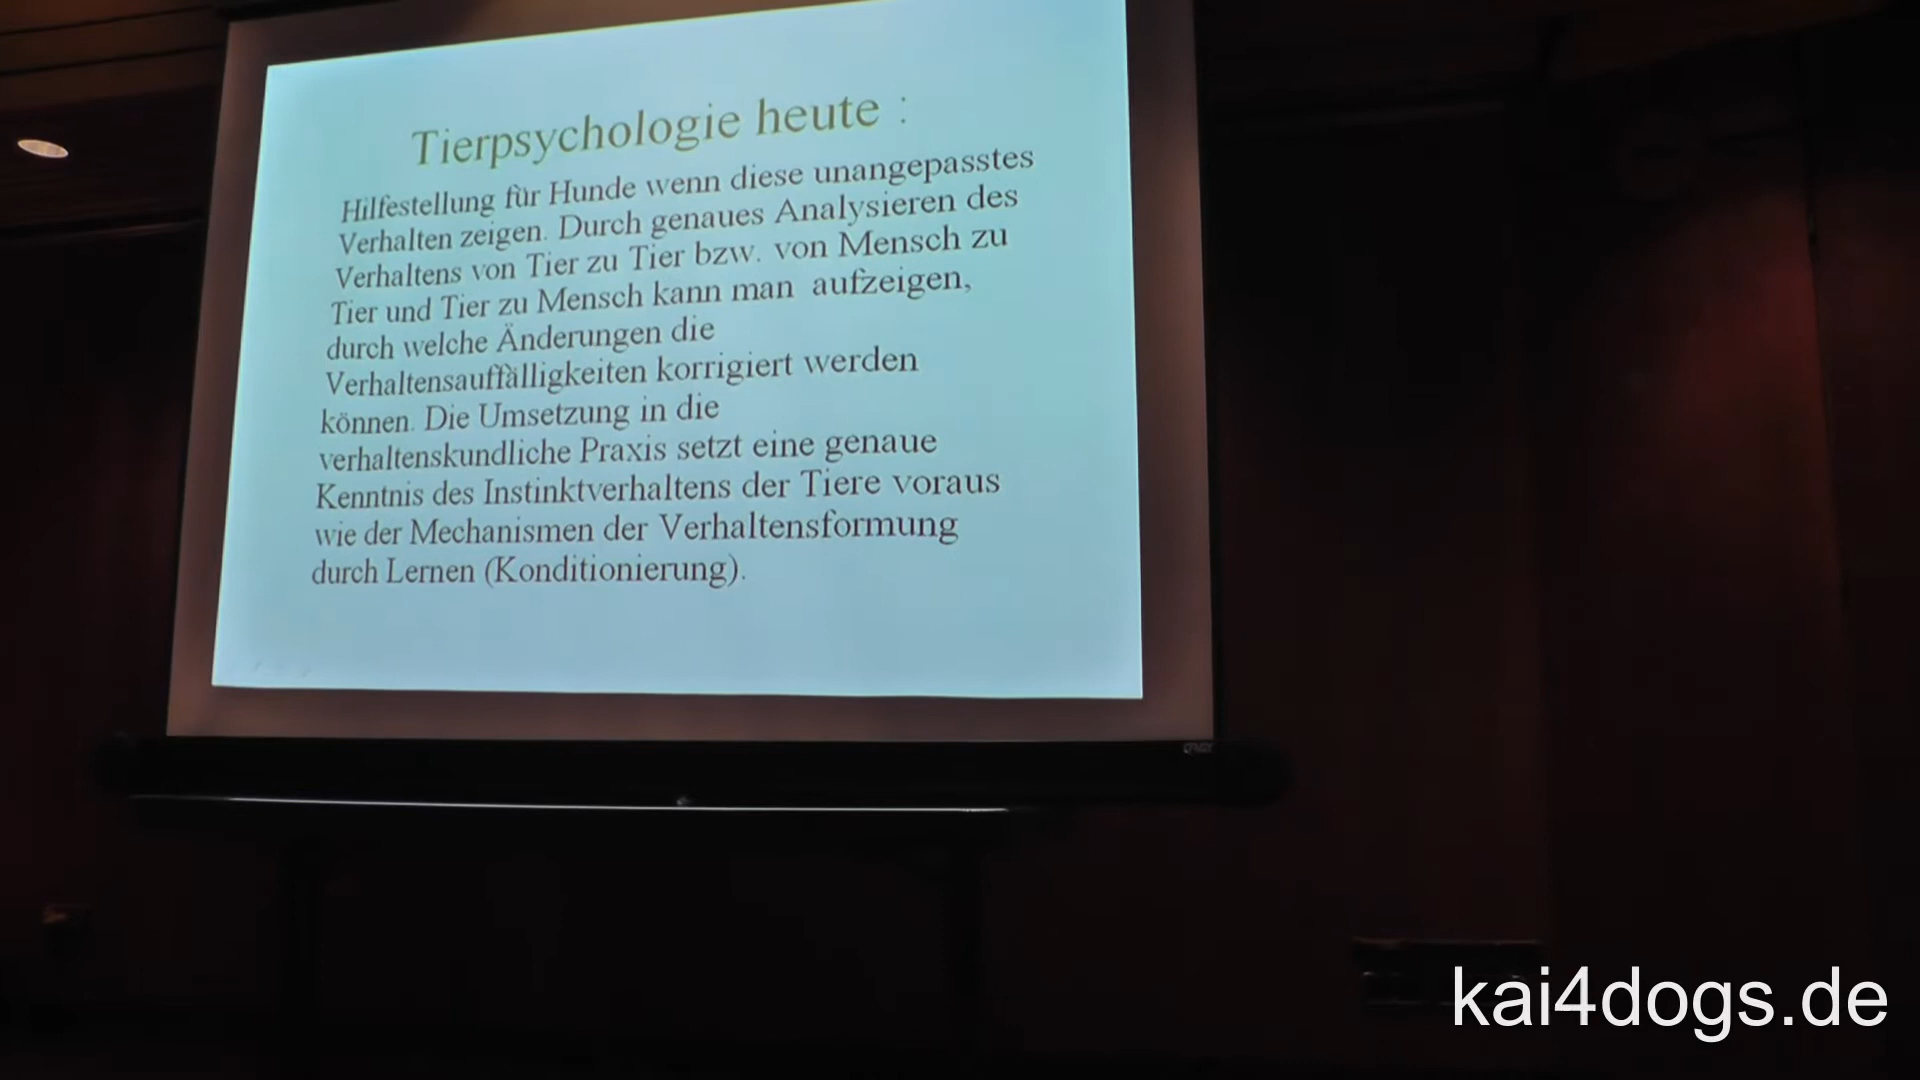 Tierpsychologie heute :
Hilfestellung für Hunde wenn diese unangepasstes
Verhalten zeigen. Durch genaues Analysieren des
Verhaltens von Tier zu Tier bzw. von Mensch zu
Tier und Tier zu Mensch kann man aufzeigen,
durch welche Änderungen die
Verhaltensauffälligkeiten korrigiert werden
können. Die Umsetzung in die
verhaltenskundliche Praxis setzt eine genaue
Kenntnis des Instinktverhaltens der Tiere voraus
wie der Mechanismen der Verhaltensformung
durch Lernen (Konditionierung).
kai4dogs.de